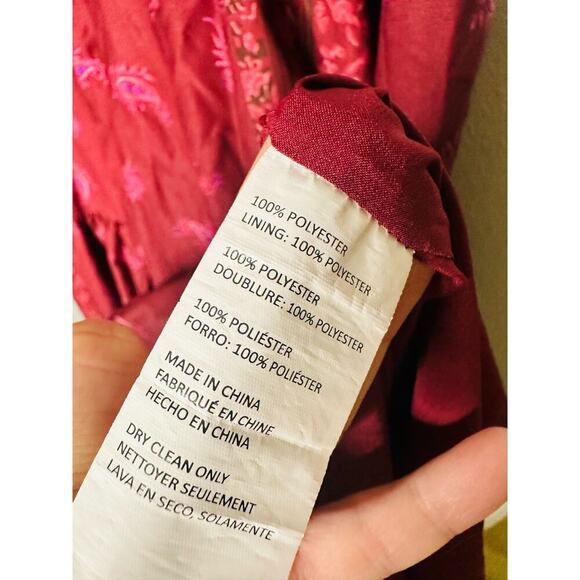 100% POLYESTER
LINING: 100% POLYESTER
100% POLYESTER
DOUBLURE: 100% POLYESTER
100% POLIÉSTER
FORRO: 100% POLIÉSTER
MADE IN CHINA
FABRIQUÉ EN CHINE
HECHO EN CHINA
DRY CLEAN ONLY
NETTOYER SEULEMENT
LAVA EN SECO, SOLAMENTE